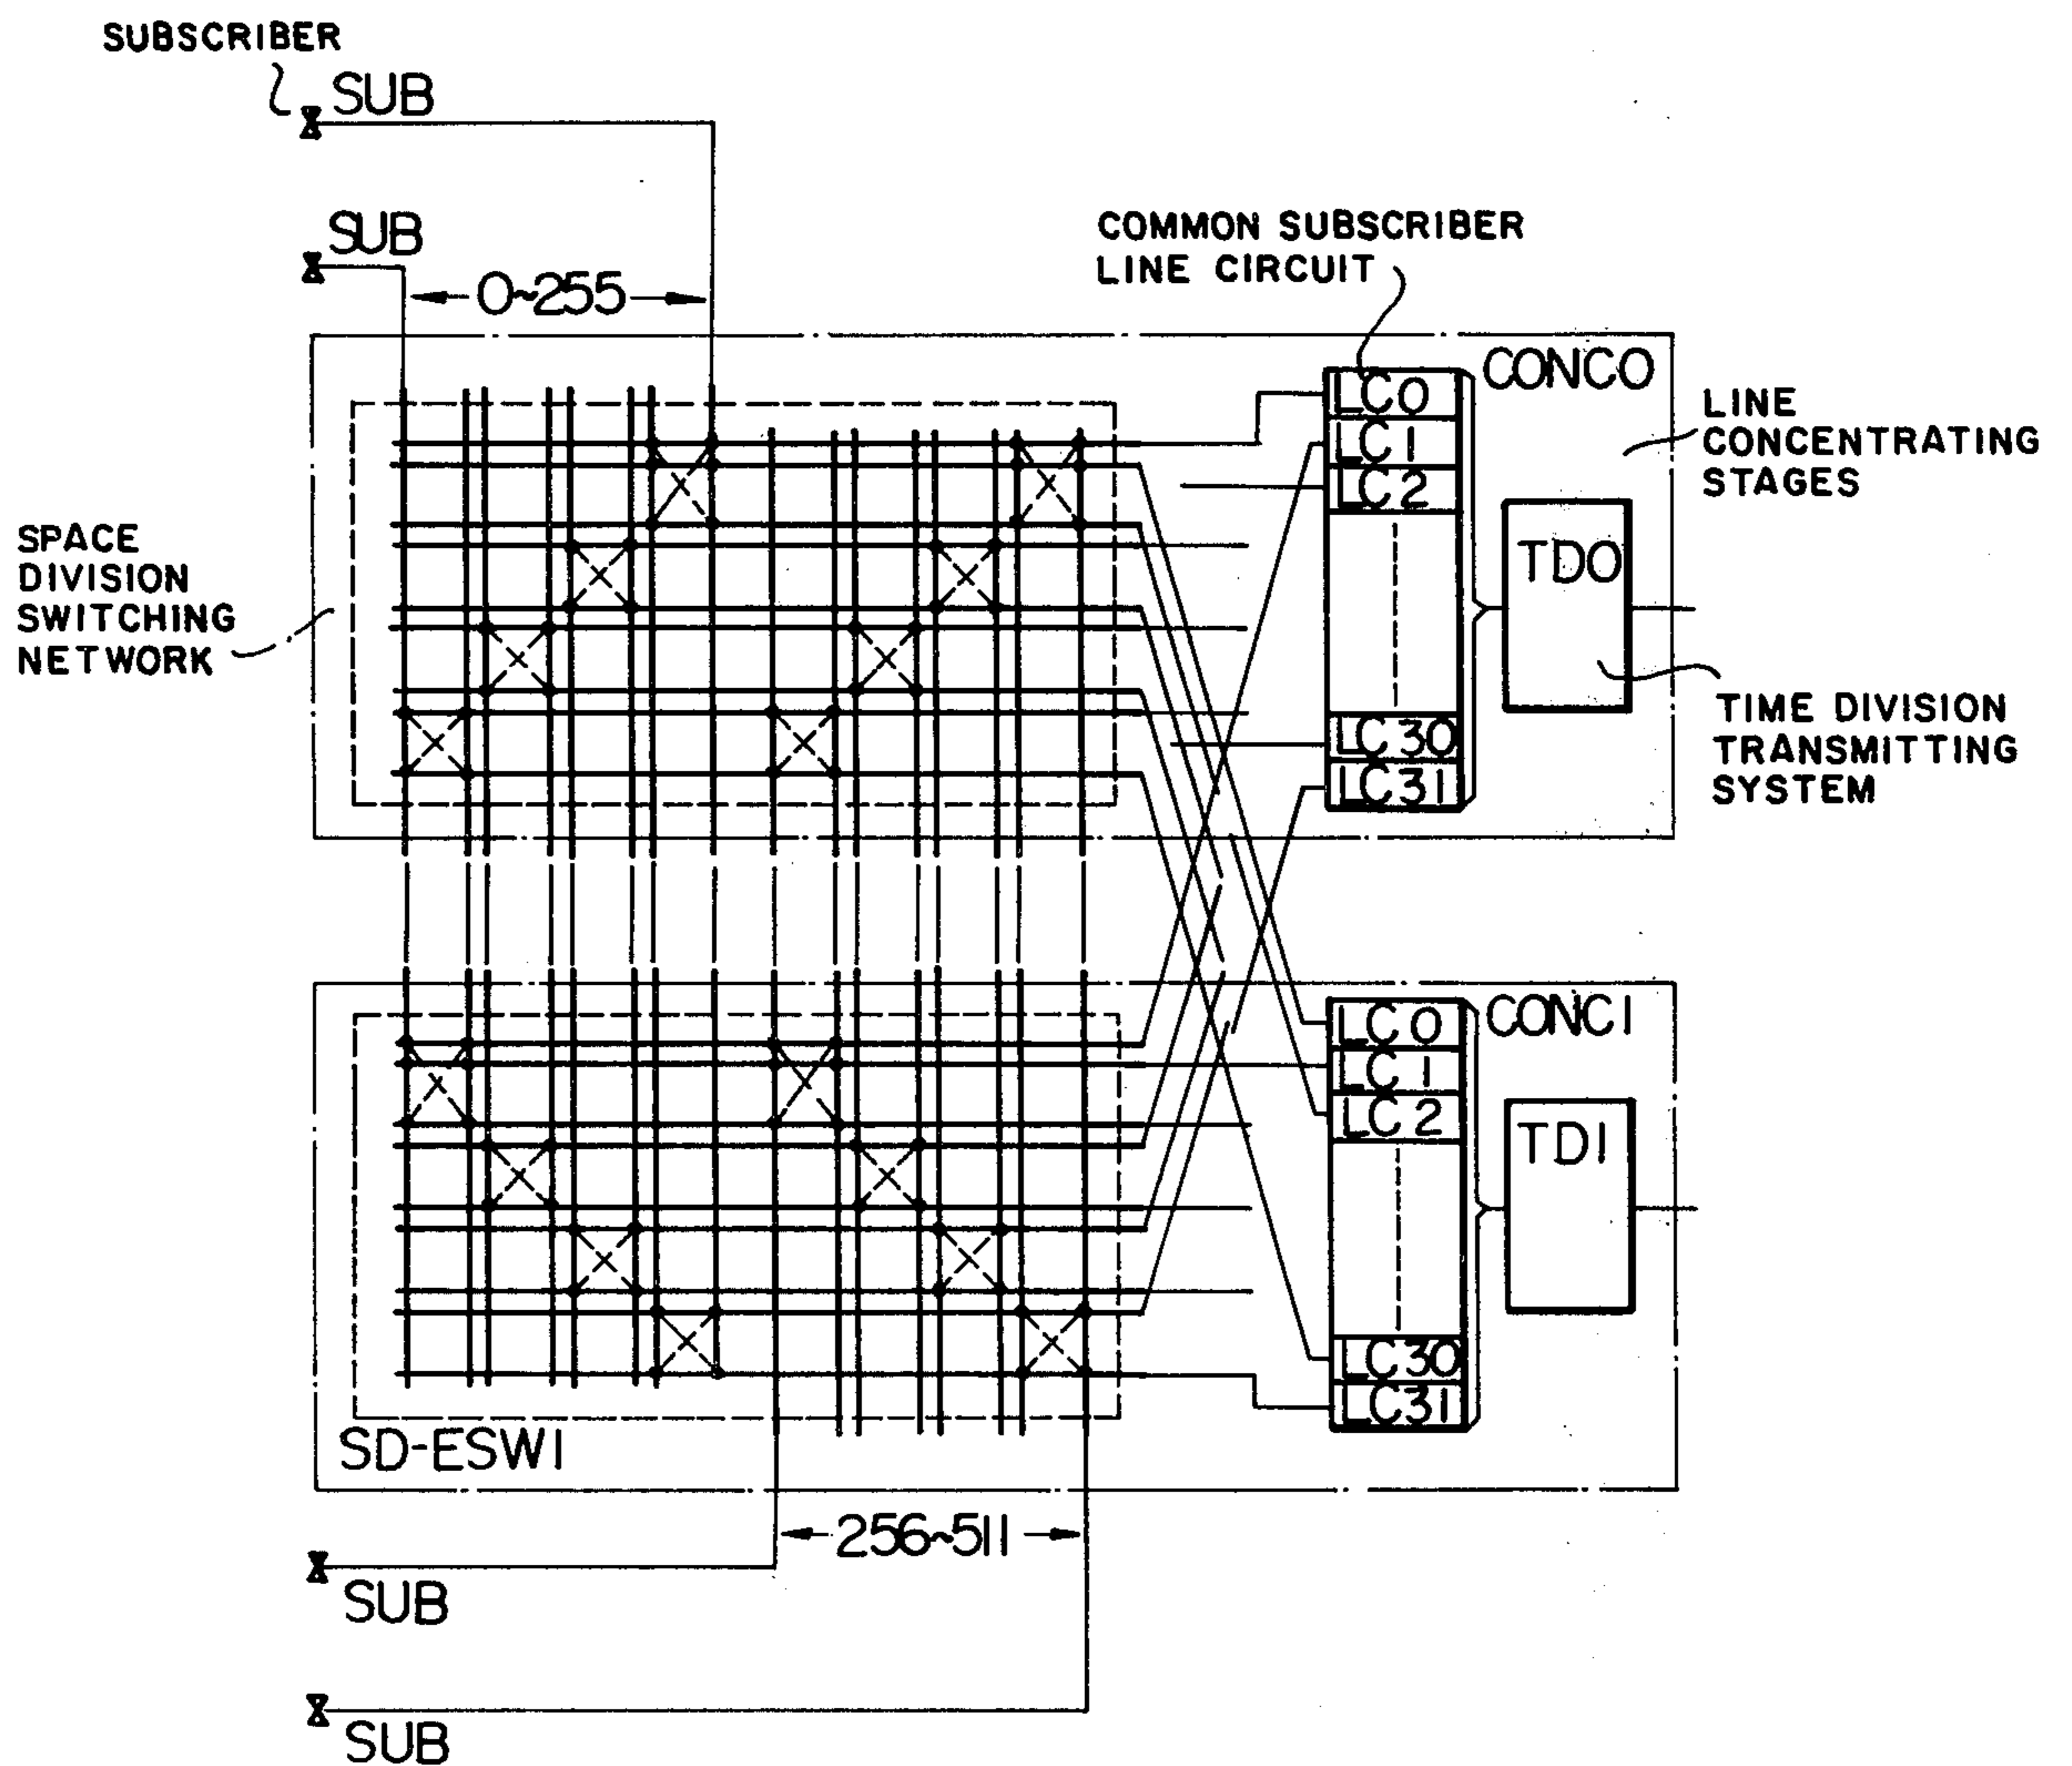 SUBSCRIBER
SUB
SUB
0~255
COMMON SUBSCRIBER
LINE CIRCUIT
CONC0
LC0
LC1
LC2
LC30
LC31
TD0
LINE
CONCENTRATING
STAGES
SPACE
DIVISION
SWITCHING
NETWORK
TIME DIVISION
TRANSMITTING
SYSTEM
CONC1
LC0
LC1
LC2
LC30
LC31
TD1
SD-ESW1
256~511
SUB
SUB